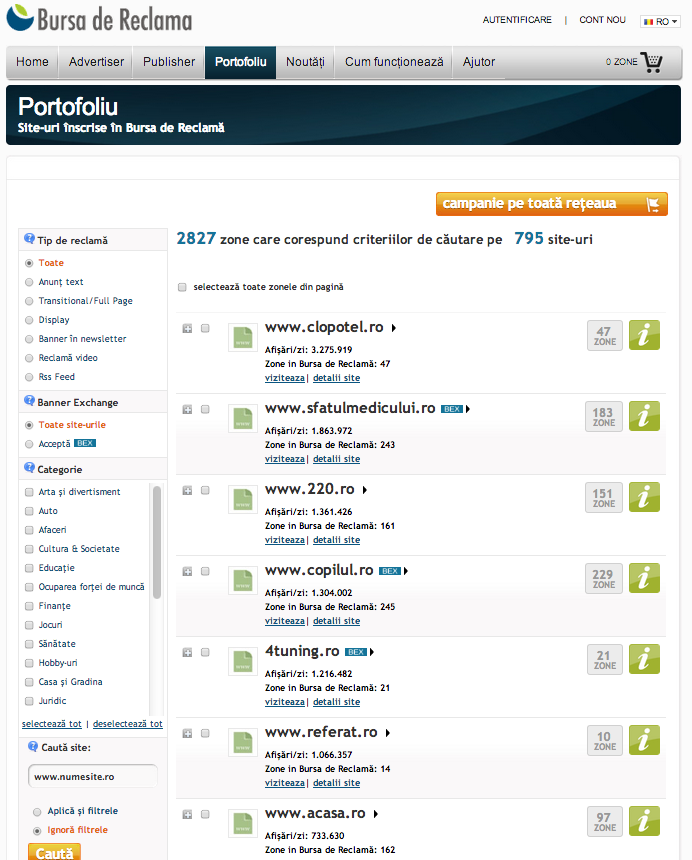 Bursa de Reclama
AUTENTIFICARE | CONT NOU RO
Home Advertiser Publisher Portofoliu Noutăți Cum funcționează Ajutor 0 ZONE
Portofoliu
Site-uri înscrise în Bursa de Reclamă
campanie pe toată rețeaua
Tip de reclamă
Toate
Anunț text
Transitional/Full Page
Display
Banner în newsletter
Reclamă video
Rss Feed
Banner Exchange
Toate site-urile
Acceptă BEX
Categorie
Arta și divertisment
Auto
Afaceri
Cultura & Societate
Educație
Ocuparea forței de muncă
Finanțe
Jocuri
Sănătate
Hobby-uri
Casa și Gradina
Juridic
selectează tot | deselectează tot
Caută site:
www.numesite.ro
Aplică și filtrele
Ignoră filtrele
Caută
2827 zone care corespund criteriilor de căutare pe 795 site-uri
selectează toate zonele din pagină
www.clopotel.ro
Afișări/zi: 3.275.919
Zone in Bursa de Reclamă: 47
viziteaza | detalii site
47 ZONE
www.sfatulmedicului.ro BEX
Afișări/zi: 1.863.972
Zone in Bursa de Reclamă: 243
viziteaza | detalii site
183 ZONE
www.220.ro
Afișări/zi: 1.361.426
Zone in Bursa de Reclamă: 161
viziteaza | detalii site
151 ZONE
www.copilul.ro BEX
Afișări/zi: 1.304.002
Zone in Bursa de Reclamă: 245
viziteaza | detalii site
229 ZONE
4tuning.ro BEX
Afișări/zi: 1.216.482
Zone in Bursa de Reclamă: 21
viziteaza | detalii site
21 ZONE
www.referat.ro
Afișări/zi: 1.066.357
Zone in Bursa de Reclamă: 14
viziteaza | detalii site
10 ZONE
www.acasa.ro
Afișări/zi: 733.630
Zone in Bursa de Reclamă: 162
97 ZONE